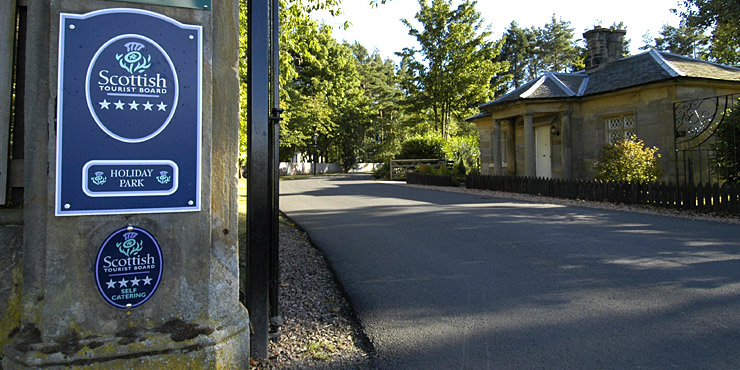 Scottish
TOURIST BOARD
★★★★★
HOLIDAY
PARK
Scottish
TOURIST BOARD
★★★★
SELF
CATERING